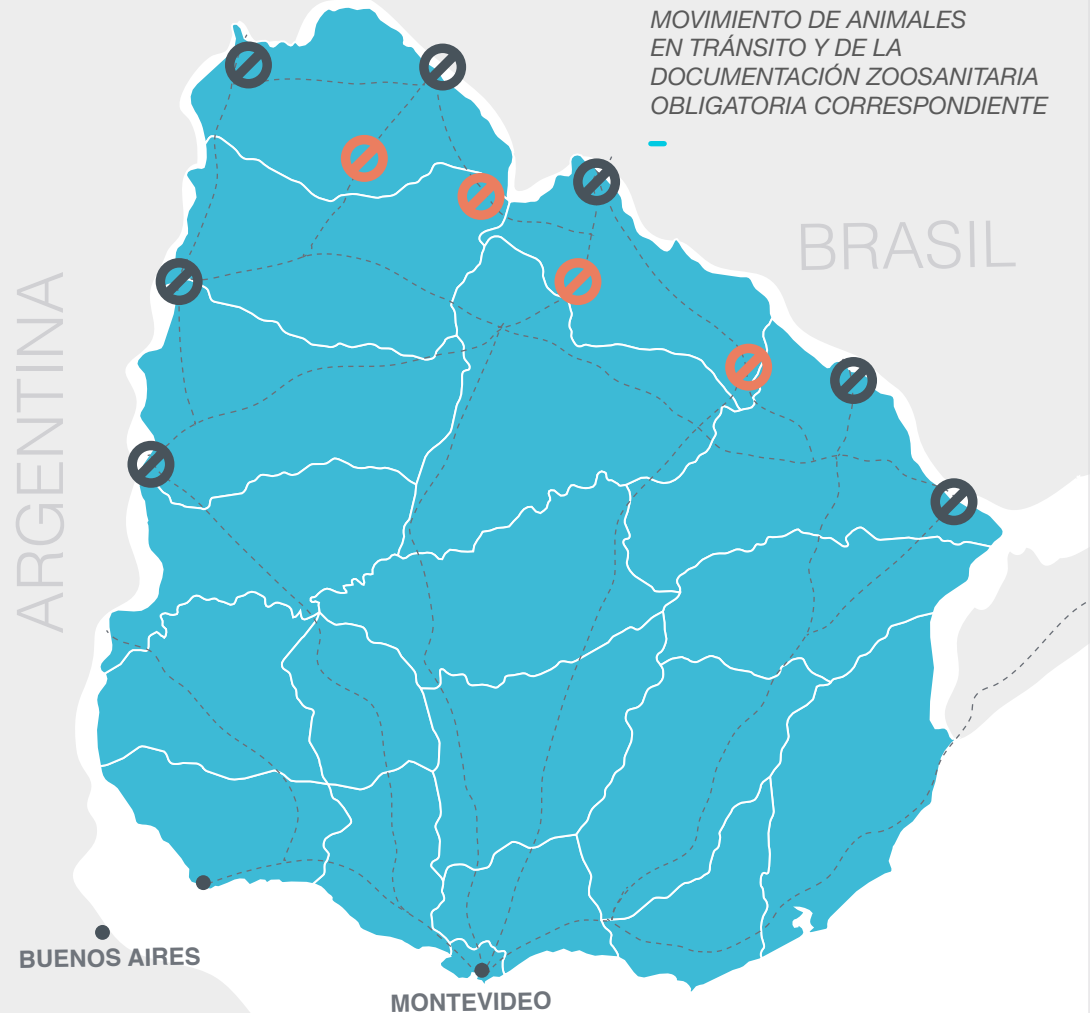 MOVIMIENTO DE ANIMALES
EN TRÁNSITO Y DE LA
DOCUMENTACIÓN ZOOSANITARIA
OBLIGATORIA CORRESPONDIENTE
BRASIL
ARGENTINA
BUENOS AIRES
MONTEVIDEO